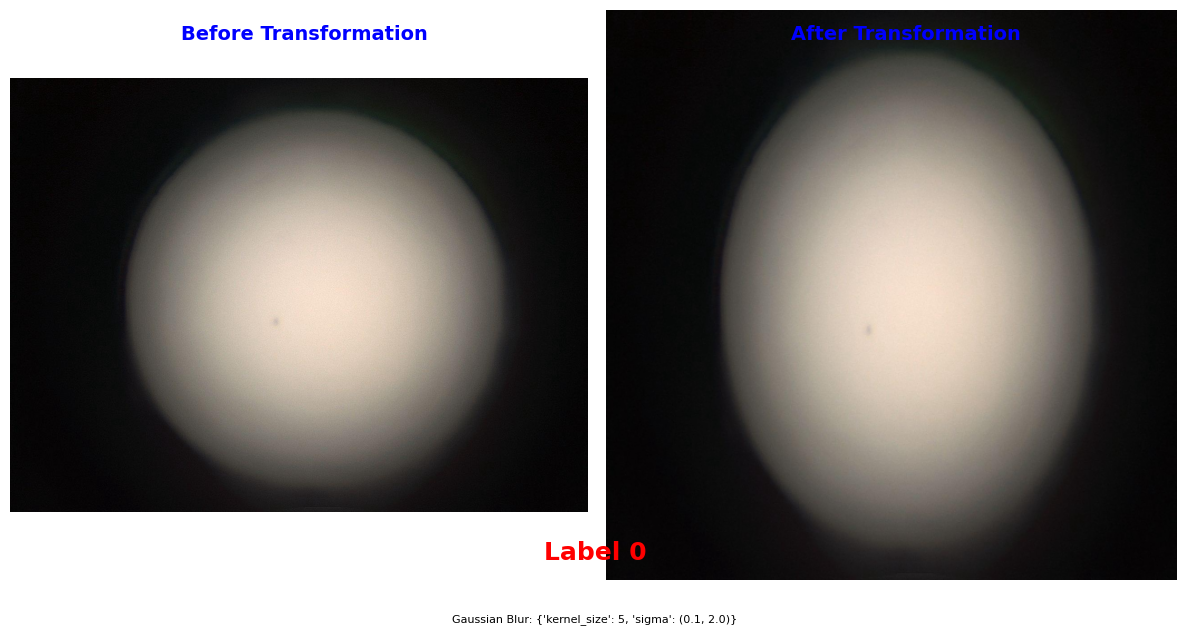 Before Transformation
After Transformation
Label 0
Gaussian Blur: {'kernel_size': 5, 'sigma': (0.1, 2.0)}